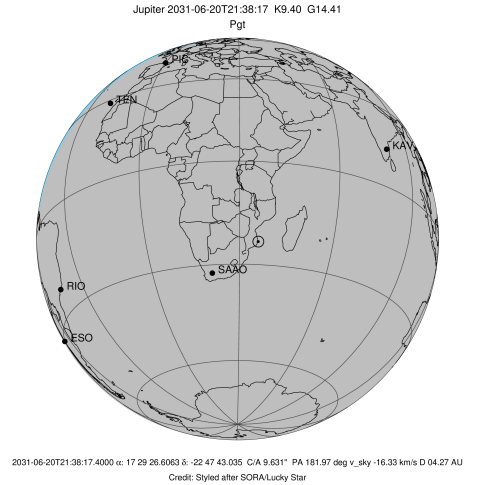 Jupiter 2031-06-20T21:38:17 K9.40 G14.41
Pgt
PIC
TEN
KAV
SAAO
RIO
ESO
2031-06-20T21:38:17.4000 α: 17 29 26.6063 δ: -22 47 43.035 C/A 9.631" PA 181.97 deg v_sky -16.33 km/s D 04.27 AU
Credit: Styled after SORA/Lucky Star